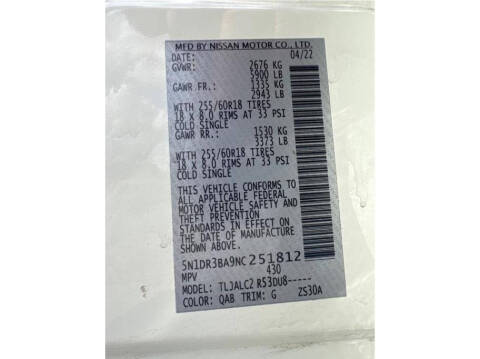 MFD BY NISSAN MOTOR CO., LTD.
DATE: 04/22
GVWR: 2676 KG
5900 LB
GAWR FR.: 1335 KG
2943 LB
WITH 255/60R18 TIRES
18 X 8.0 RIMS AT 33 PSI
COLD SINGLE
GAWR RR.: 1530 KG
3373 LB
WITH 255/60R18 TIRES
18 X 8.0 RIMS AT 33 PSI
COLD SINGLE
THIS VEHICLE CONFORMS TO
ALL APPLICABLE FEDERAL
MOTOR VEHICLE SAFETY AND
THEFT PREVENTION
STANDARDS IN EFFECT ON
THE DATE OF MANUFACTURE
SHOWN ABOVE.
5N1DR3BA9NC251812
MPV 430
MODEL: TLJALC2 R53DU8-----
COLOR: QAB TRIM: G ZS30A